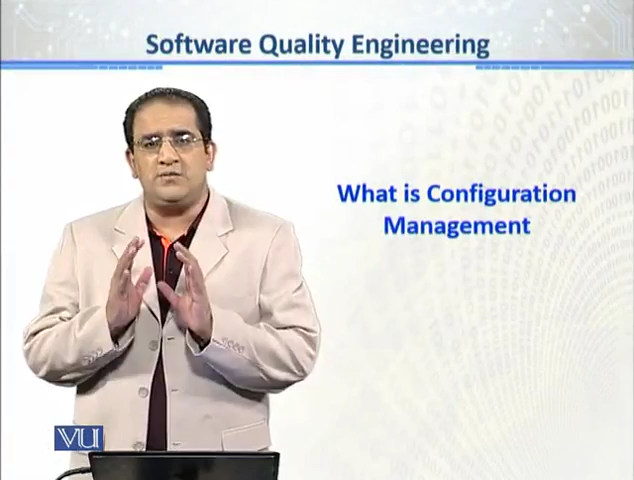 Software Quality Engineering
What is Configuration
Management
VU